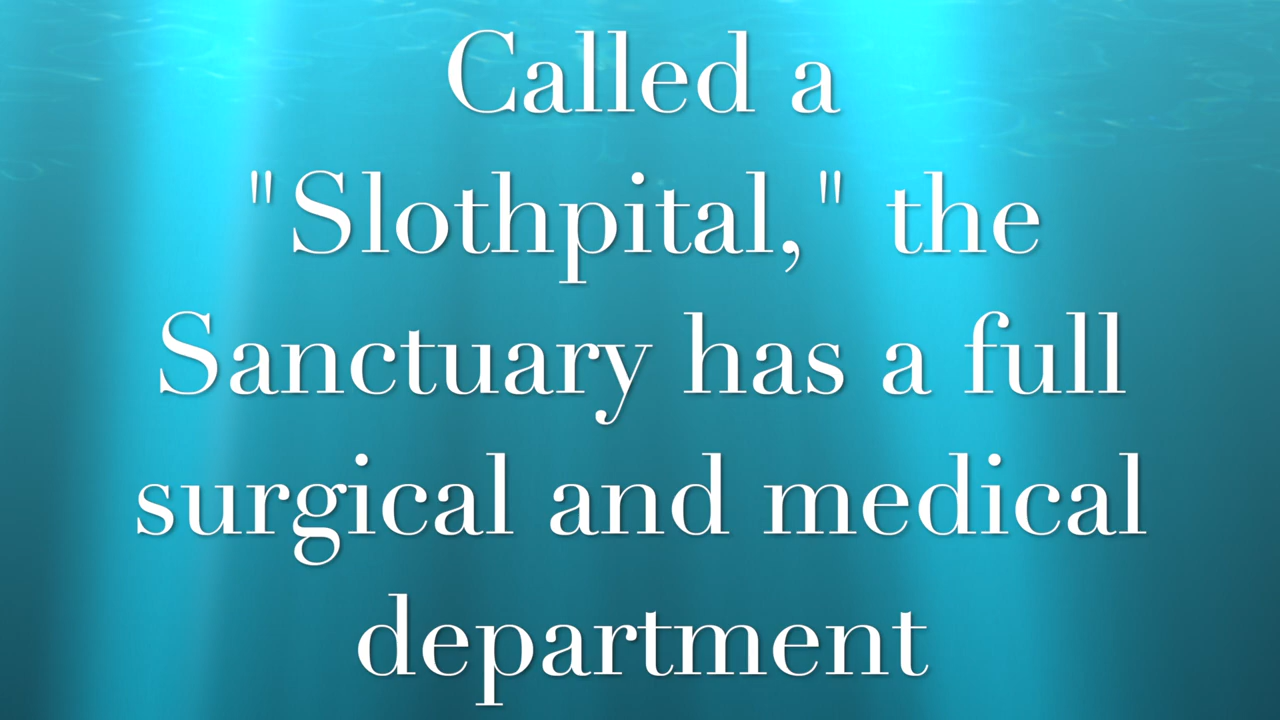 Called a
"Slothpital," the
Sanctuary has a full
surgical and medical
department